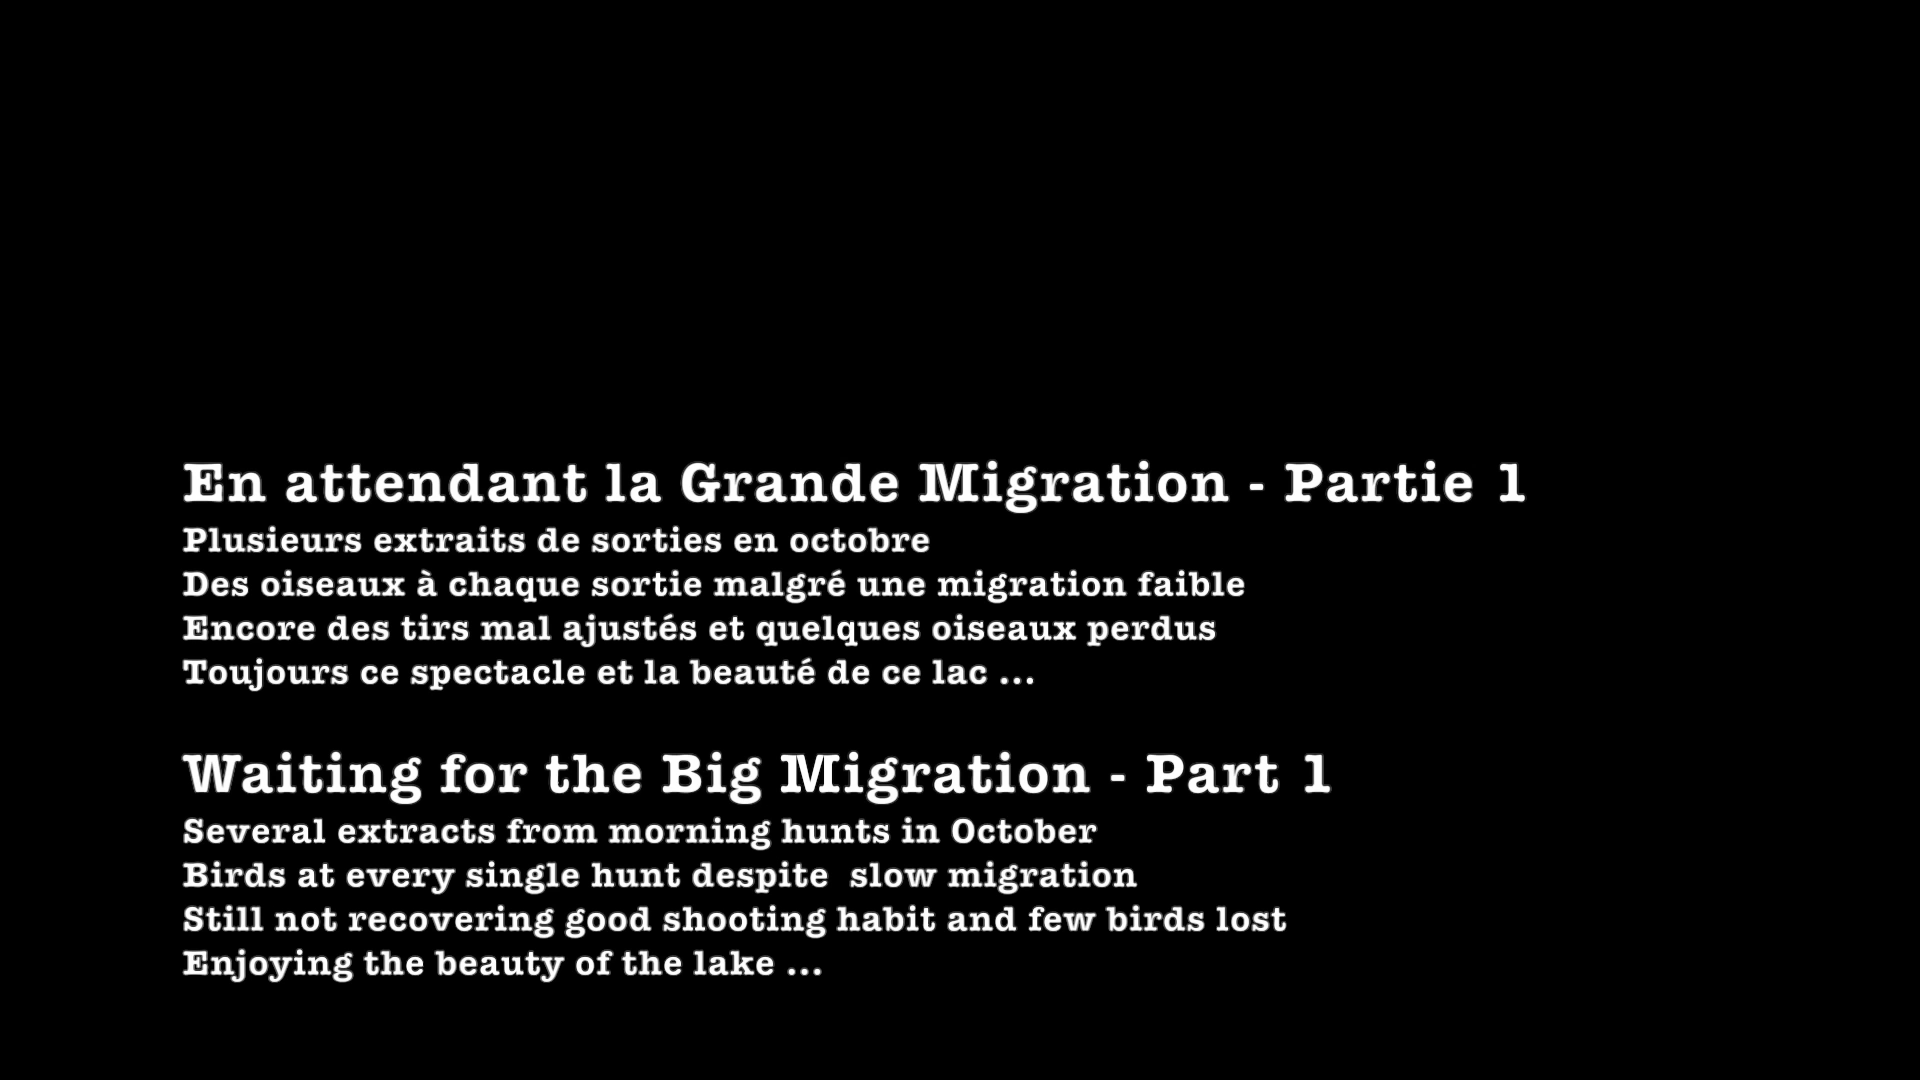 En attendant la Grande Migration - Partie 1
Plusieurs extraits de sorties en octobre
Des oiseaux à chaque sortie malgré une migration faible
Encore des tirs mal ajustés et quelques oiseaux perdus
Toujours ce spectacle et la beauté de ce lac ...
Waiting for the Big Migration - Part 1
Several extracts from morning hunts in October
Birds at every single hunt despite  slow migration
Still not recovering good shooting habit and few birds lost
Enjoying the beauty of the lake ...